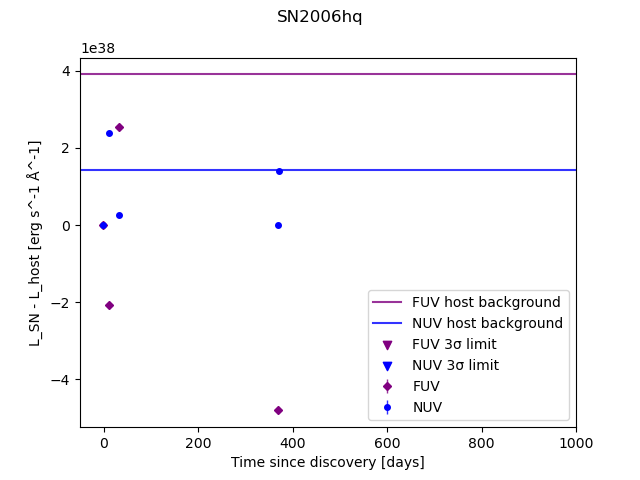 SN2006hq
1e38
4
2
0
−2
−4
L_SN - L_host [erg s^-1 Å^-1]
FUV host background
NUV host background
FUV 3σ limit
NUV 3σ limit
FUV
NUV
0 200 400 600 800 1000
Time since discovery [days]